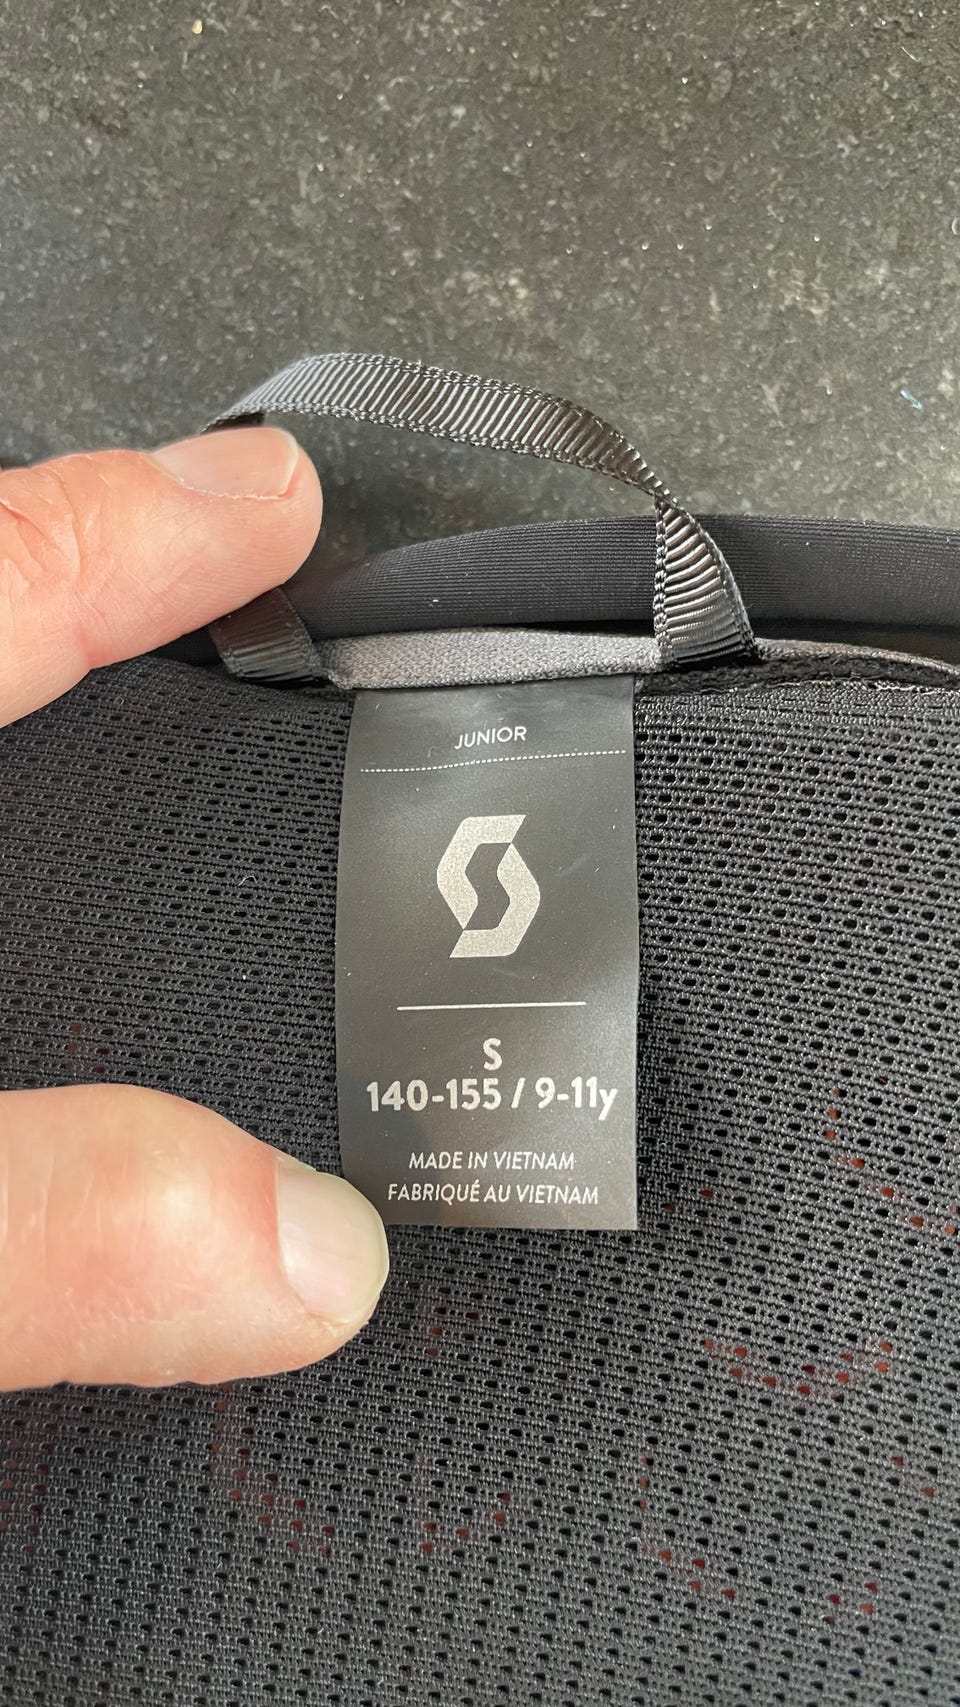 JUNIOR
S
140-155 / 9-11y
MADE IN VIETNAM
FABRIQUÉ AU VIETNAM